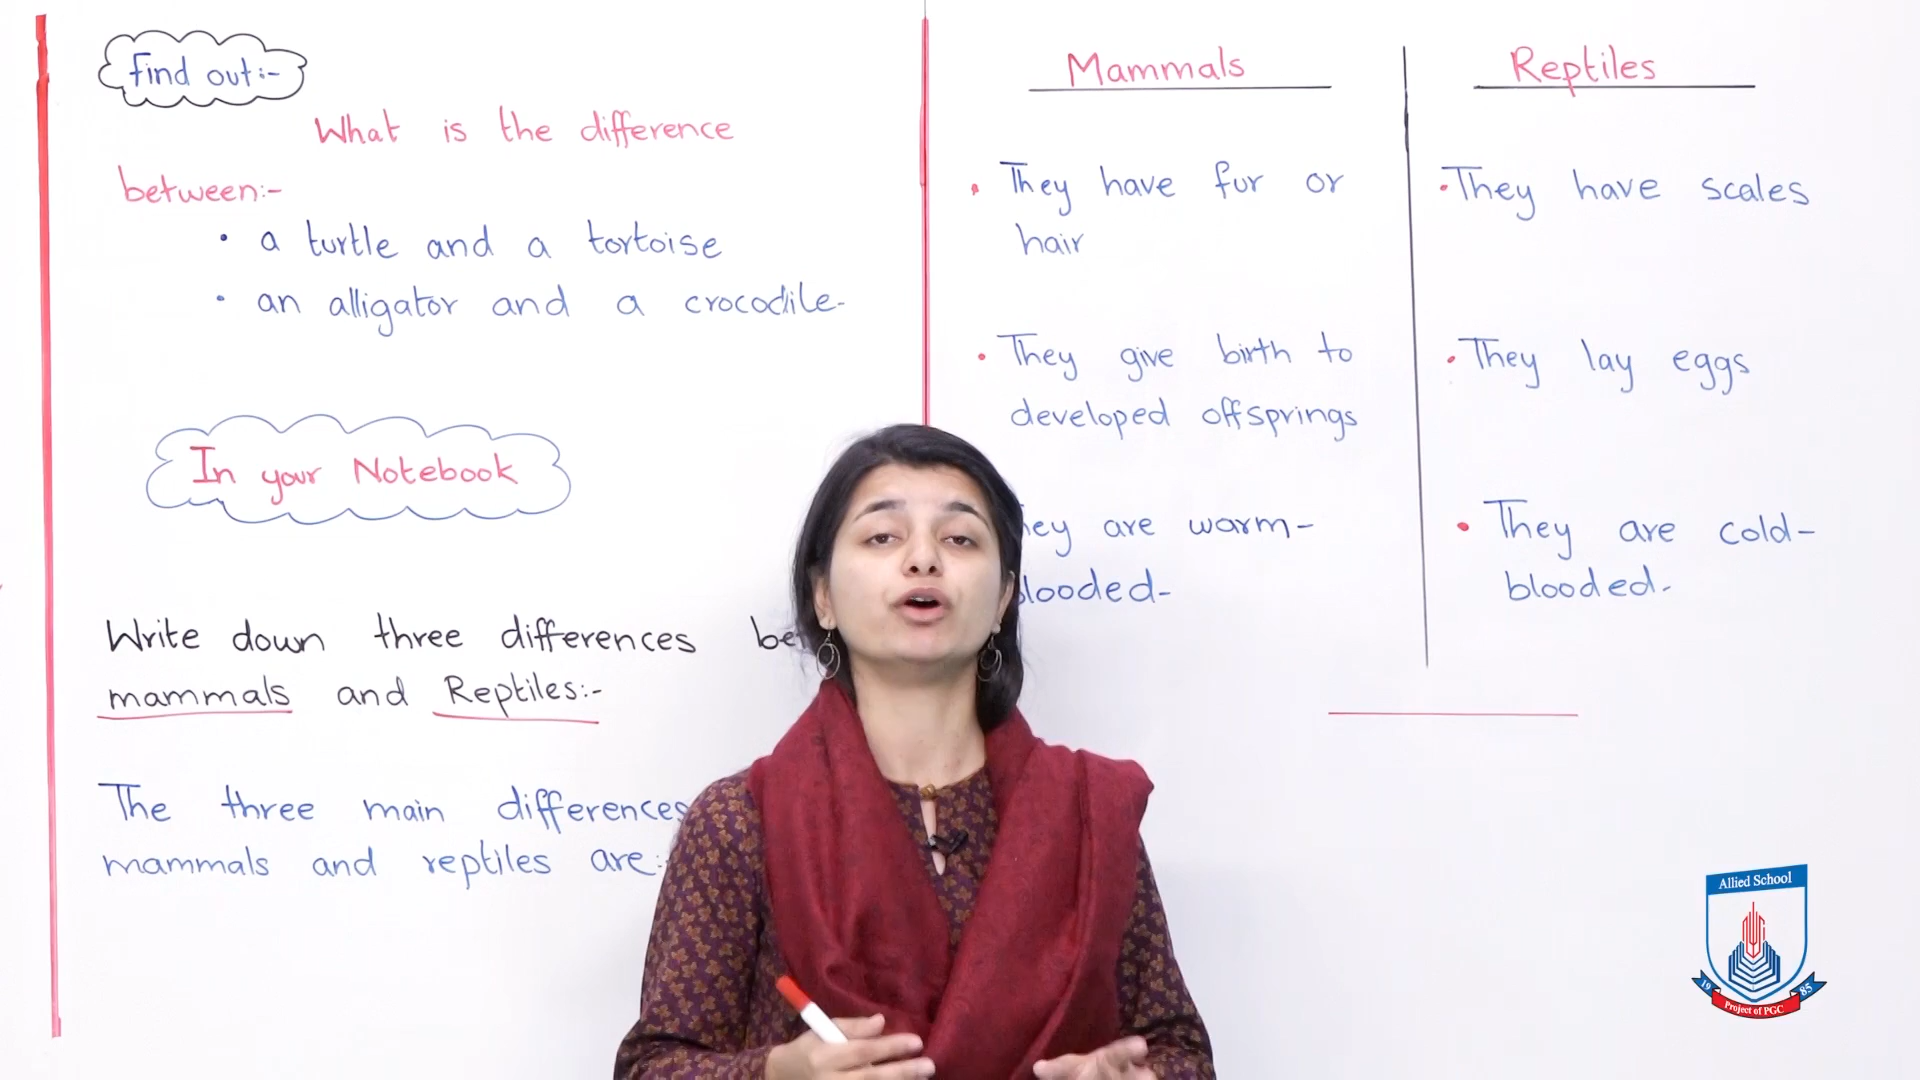 find out:-
What is the difference
between:-
• a turtle and a tortoise
• an alligator and a crocodile-
In your Notebook
Write down three differences be
mammals and Reptiles:-
The three main differences
mammals and reptiles are:-
Mammals
• They have fur or
hair
• They give birth to
developed offsprings
hey are warm-
blooded-
Reptiles
• They have scales
• They lay eggs
• They are cold-
blooded-
Allied School
1985
Project of PGC